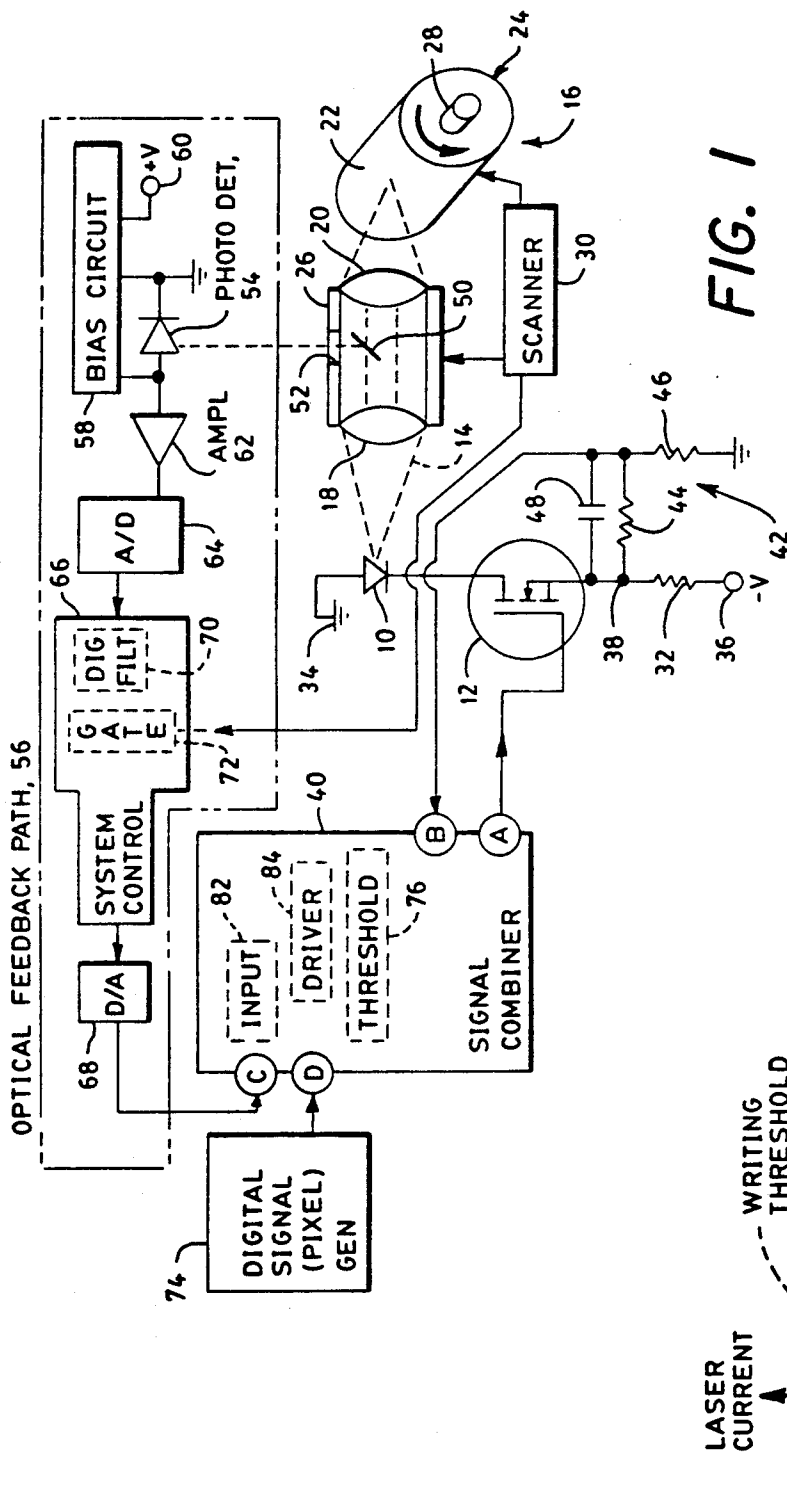 OPTICAL FEEDBACK PATH, 56
BIAS CIRCUIT
58
+V
60
PHOTO DET,
54
AMPL
62
A/D
64
66
DIG
FILT
70
GATE
72
SYSTEM
CONTROL
D/A
68
74
DIGITAL
SIGNAL
(PIXEL)
GEN
C
D
INPUT
82
DRIVER
84
THRESHOLD
76
SIGNAL
COMBINER
40
B
A
34
10
12
14
18
52
26
20
50
22
28
24
16
SCANNER
30
48
44
46
42
38
32
36
-V
FIG. 1
LASER
CURRENT
WRITING
THRESHOLD